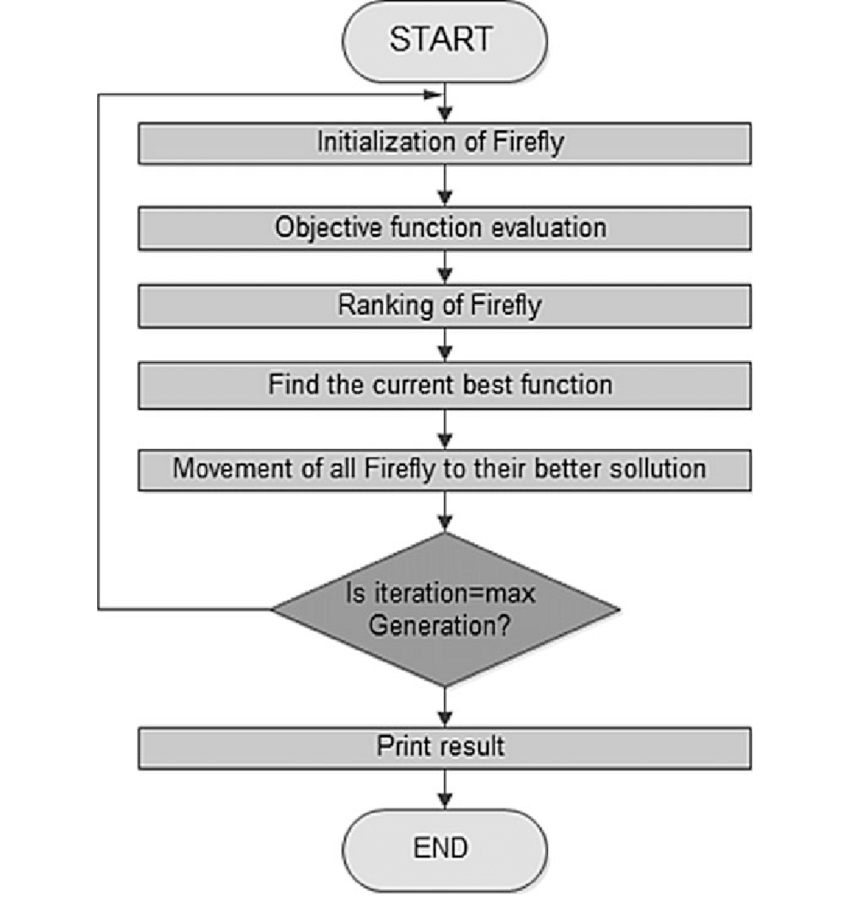 START
Initialization of Firefly
Objective function evaluation
Ranking of Firefly
Find the current best function
Movement of all Firefly to their better sollution
Is iteration=max
Generation?
Print result
END